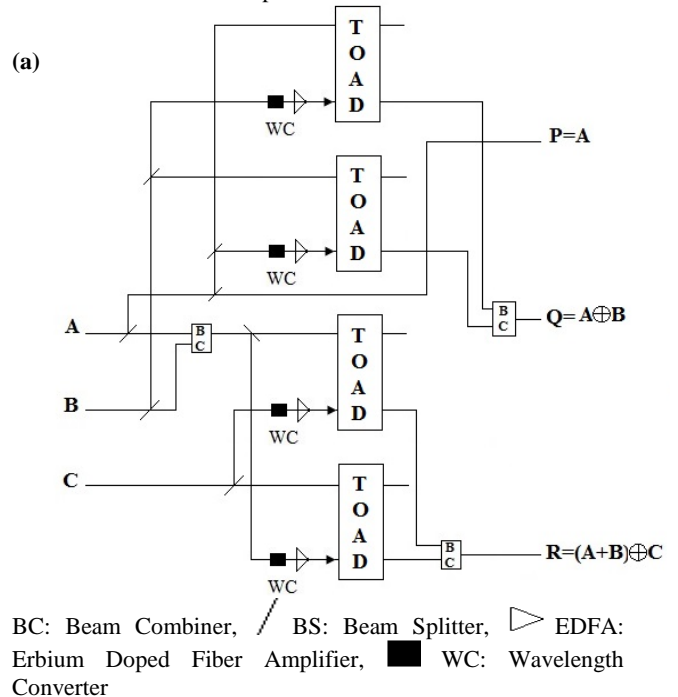 (a)
T
O
A
D
WC
P=A
T
O
A
D
WC
B
C
Q= A⊕B
A
B
C
T
O
A
D
B
WC
C
T
O
A
D
B
C
R=(A+B)⊕C
WC
BC: Beam Combiner, BS: Beam Splitter, EDFA:
Erbium Doped Fiber Amplifier, WC: Wavelength
Converter